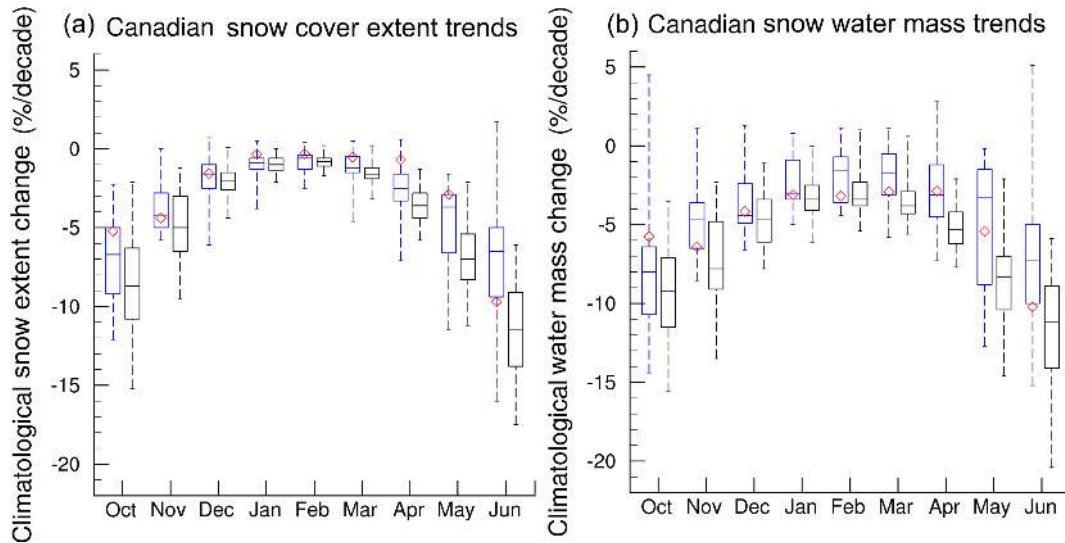 (a) Canadian snow cover extent trends
Climatological snow extent change (%/decade)
5
0
-5
-10
-15
-20
Oct Nov Dec Jan Feb Mar Apr May Jun
(b) Canadian snow water mass trends
Climatological water mass change (%/decade)
5
0
-5
-10
-15
-20
Oct Nov Dec Jan Feb Mar Apr May Jun